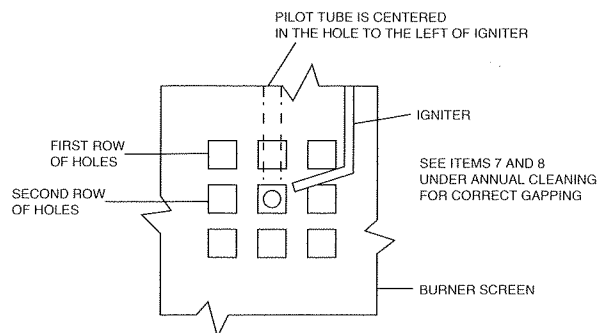 PILOT TUBE IS CENTERED
IN THE HOLE TO THE LEFT OF IGNITER
IGNITER
FIRST ROW
OF HOLES
SEE ITEMS 7 AND 8
UNDER ANNUAL CLEANING
FOR CORRECT GAPPING
SECOND ROW
OF HOLES
BURNER SCREEN